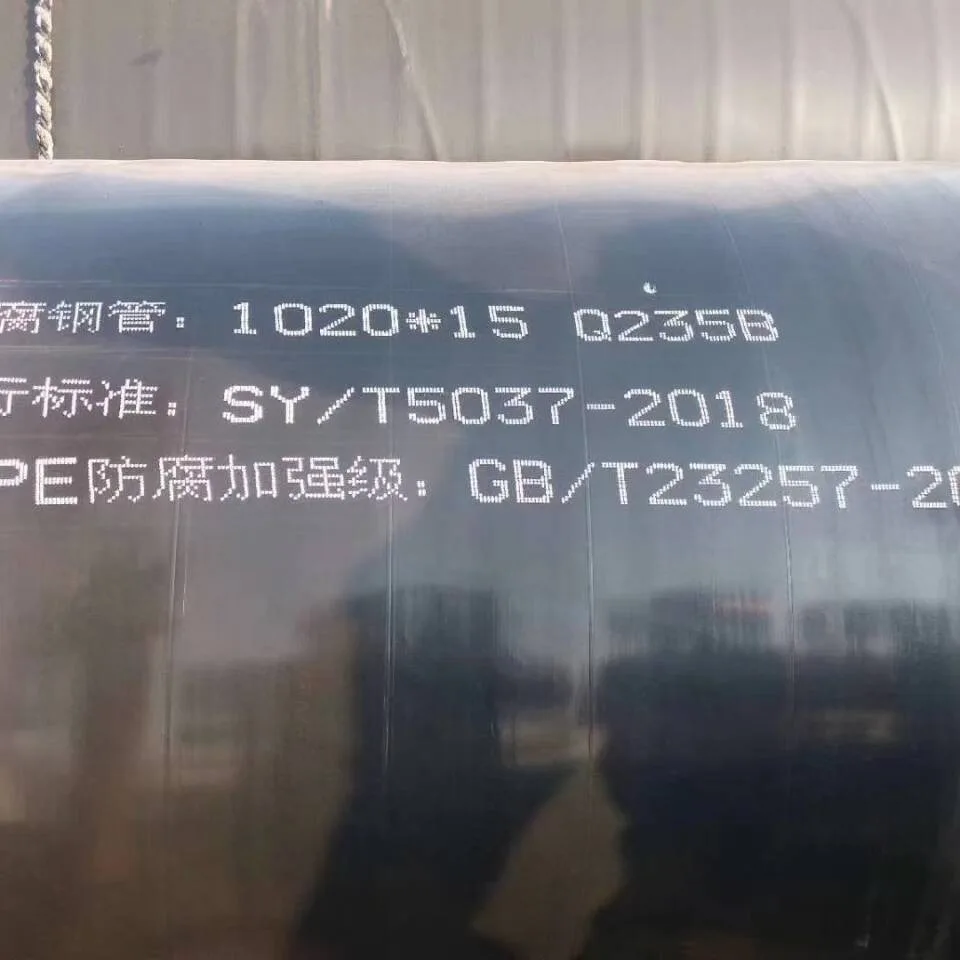 腐钢管：1020*15 Q235B
行标准：SY/T5037-2018
PE防腐加强级：GB/T23257-20